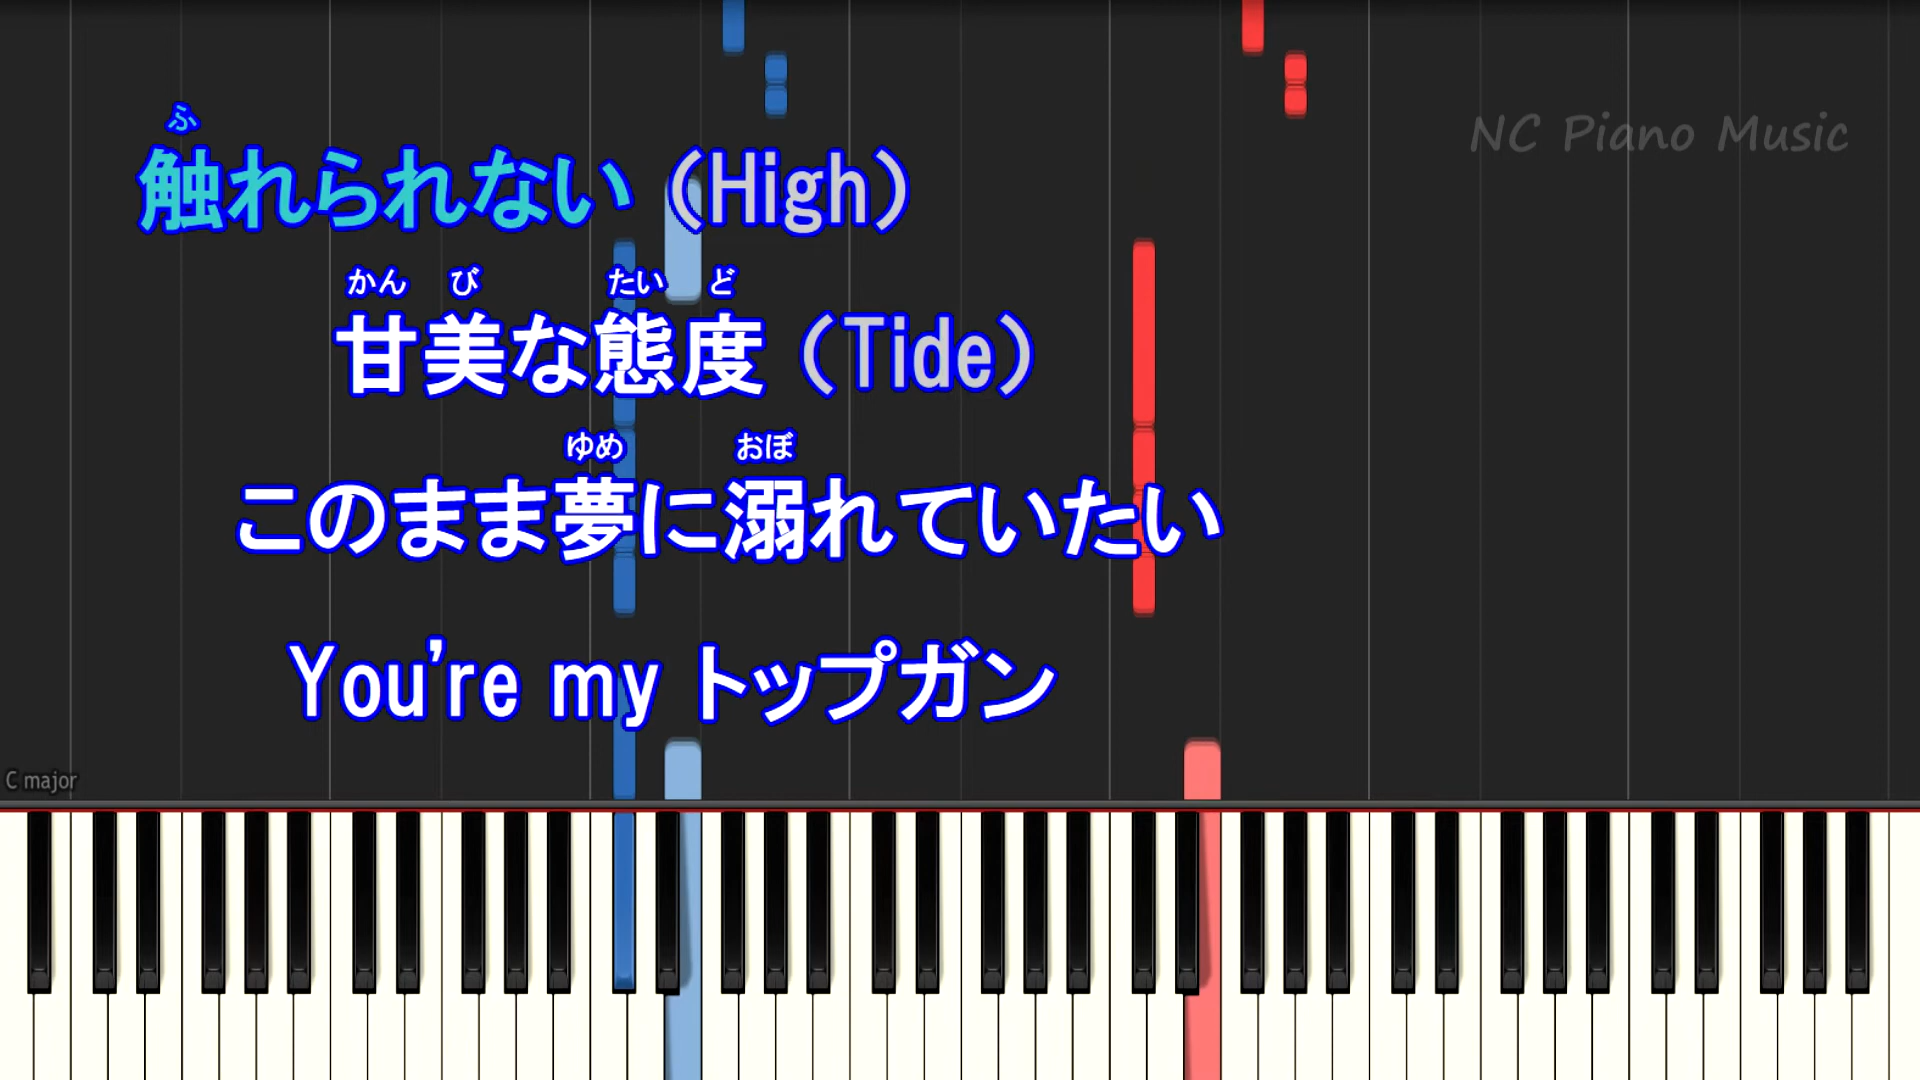 NC Piano Music
ふ
触れられない（High）
かん び たい ど
甘美な態度（Tide）
ゆめ おぼ
このまま夢に溺れていたい
You're my トップガン
C major